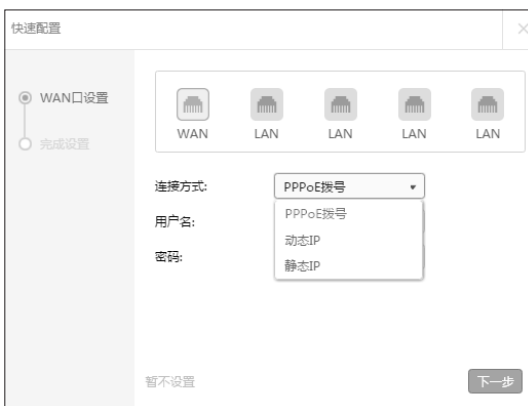 快速配置
WAN口设置
完成设置
WAN LAN LAN LAN LAN
连接方式: PPPoE拨号
PPPoE拨号
用户名:
动态IP
密码:
静态IP
暂不设置 下一步